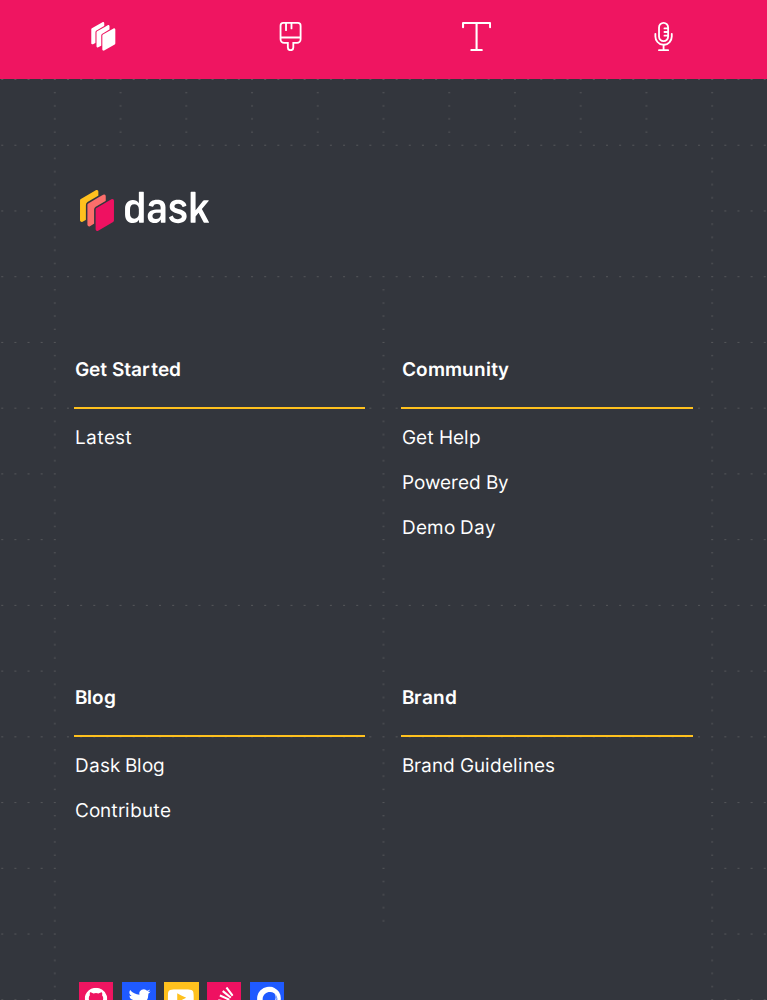 dask
Get Started
Latest
Community
Get Help
Powered By
Demo Day
Blog
Dask Blog
Contribute
Brand
Brand Guidelines